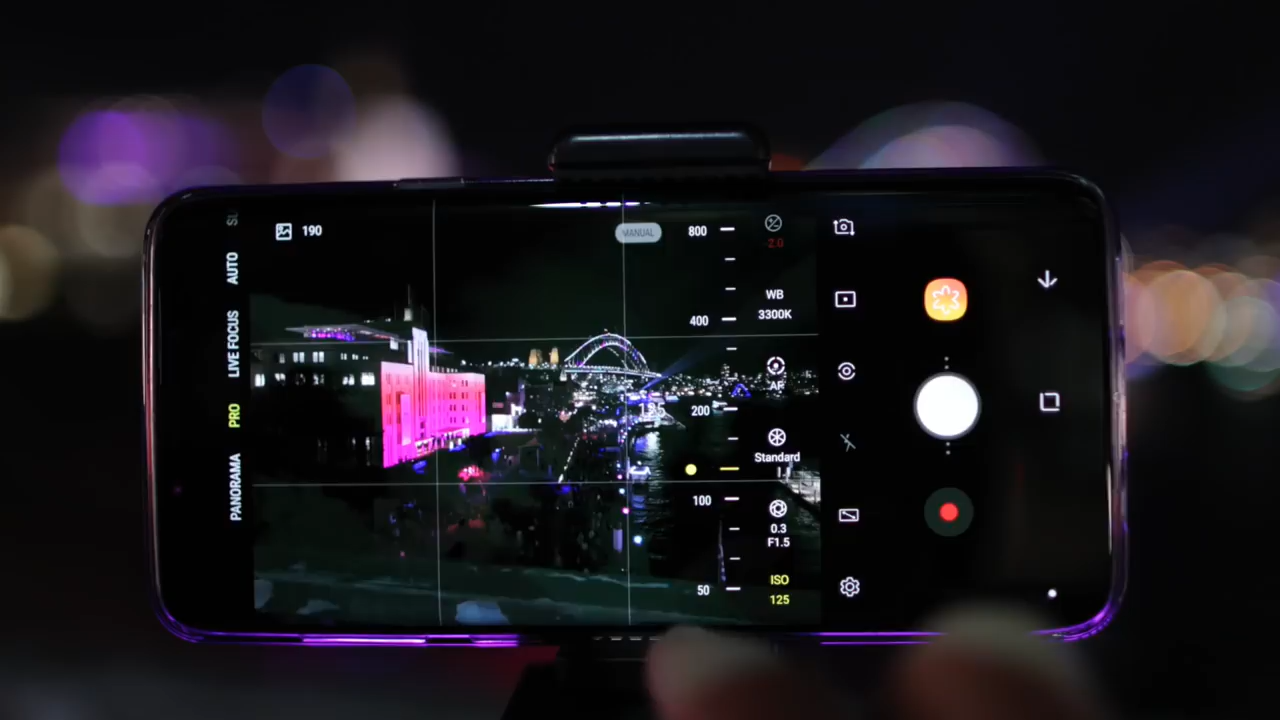 AUTO
LIVE FOCUS
PRO
PANORAMA
190
MANUAL
800
400
200
100
50
125
-2.0
WB
3300K
AF
Standard
0.3
F1.5
ISO
125